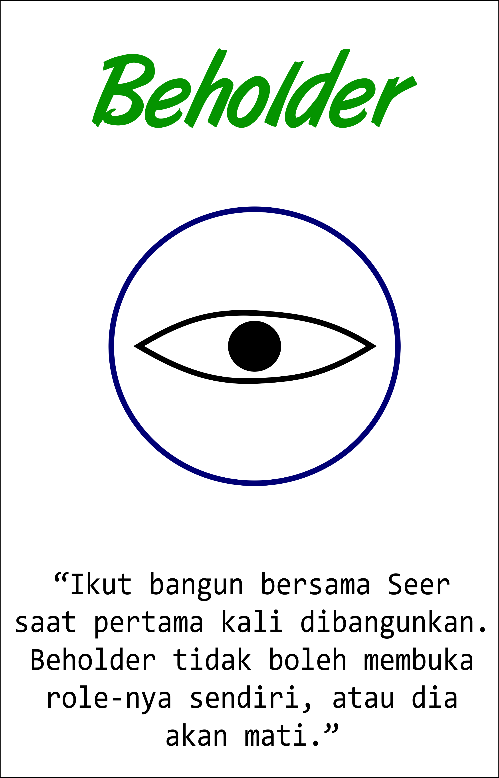 Beholder
“Ikut bangun bersama Seer
saat pertama kali dibangunkan.
Beholder tidak boleh membuka
role-nya sendiri, atau dia
akan mati.”